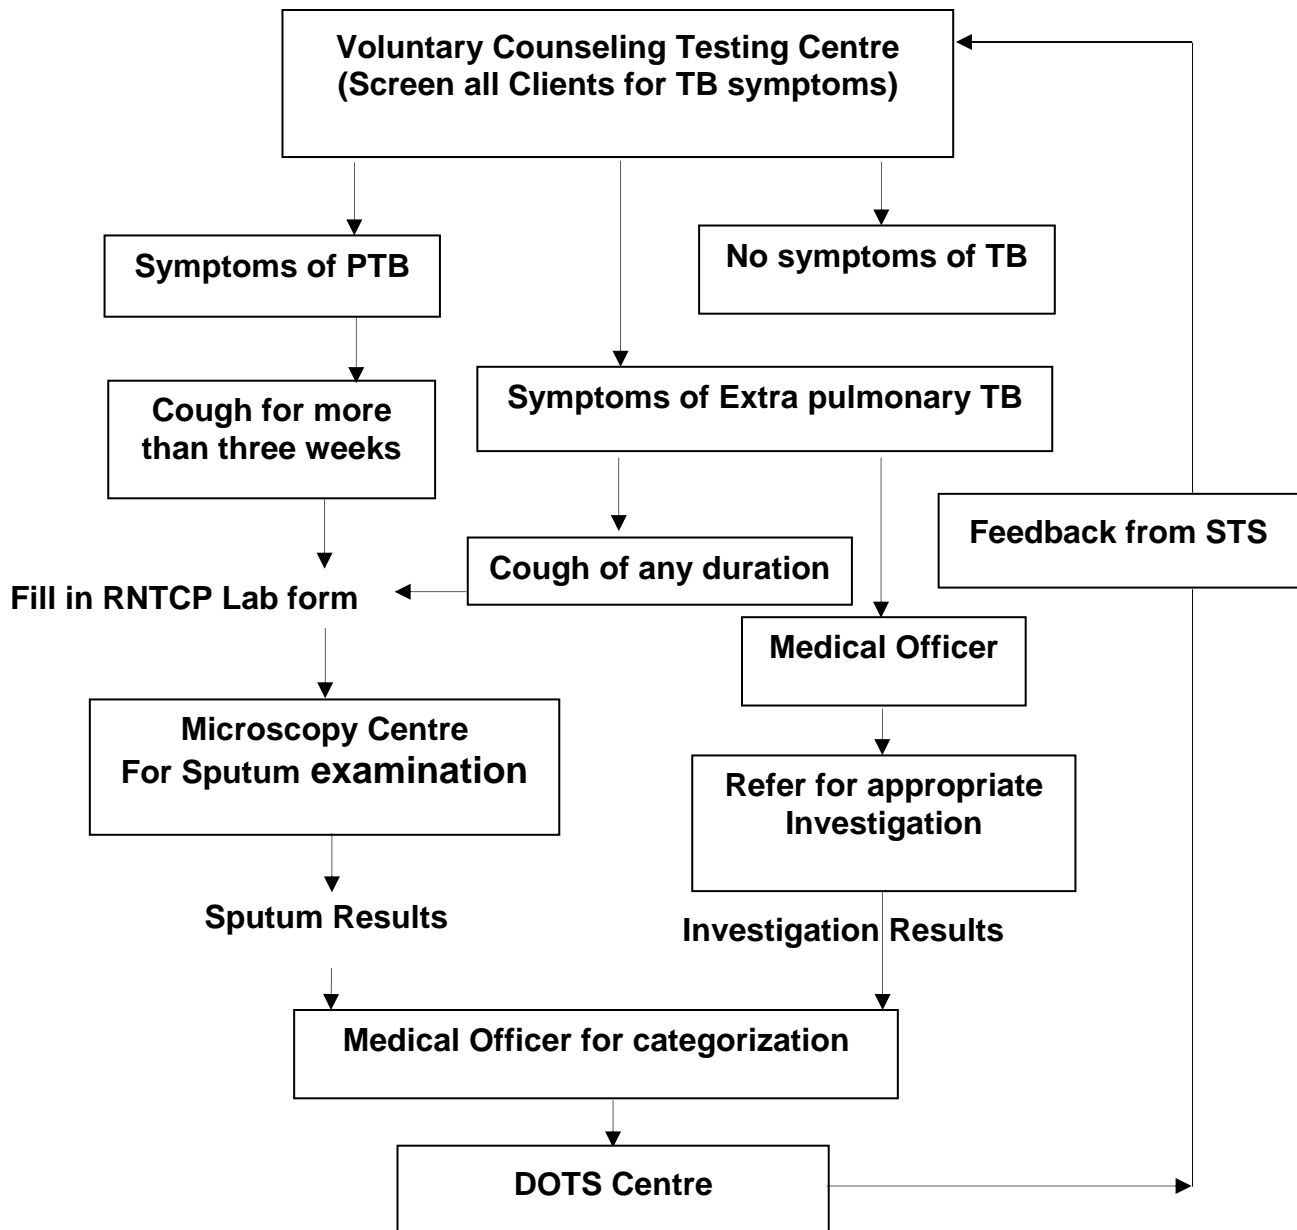 Voluntary Counseling Testing Centre
(Screen all Clients for TB symptoms)
Symptoms of PTB
No symptoms of TB
Cough for more
than three weeks
Symptoms of Extra pulmonary TB
Feedback from STS
Cough of any duration
Fill in RNTCP Lab form
Medical Officer
Microscopy Centre
For Sputum examination
Refer for appropriate
Investigation
Sputum Results
Investigation Results
Medical Officer for categorization
DOTS Centre